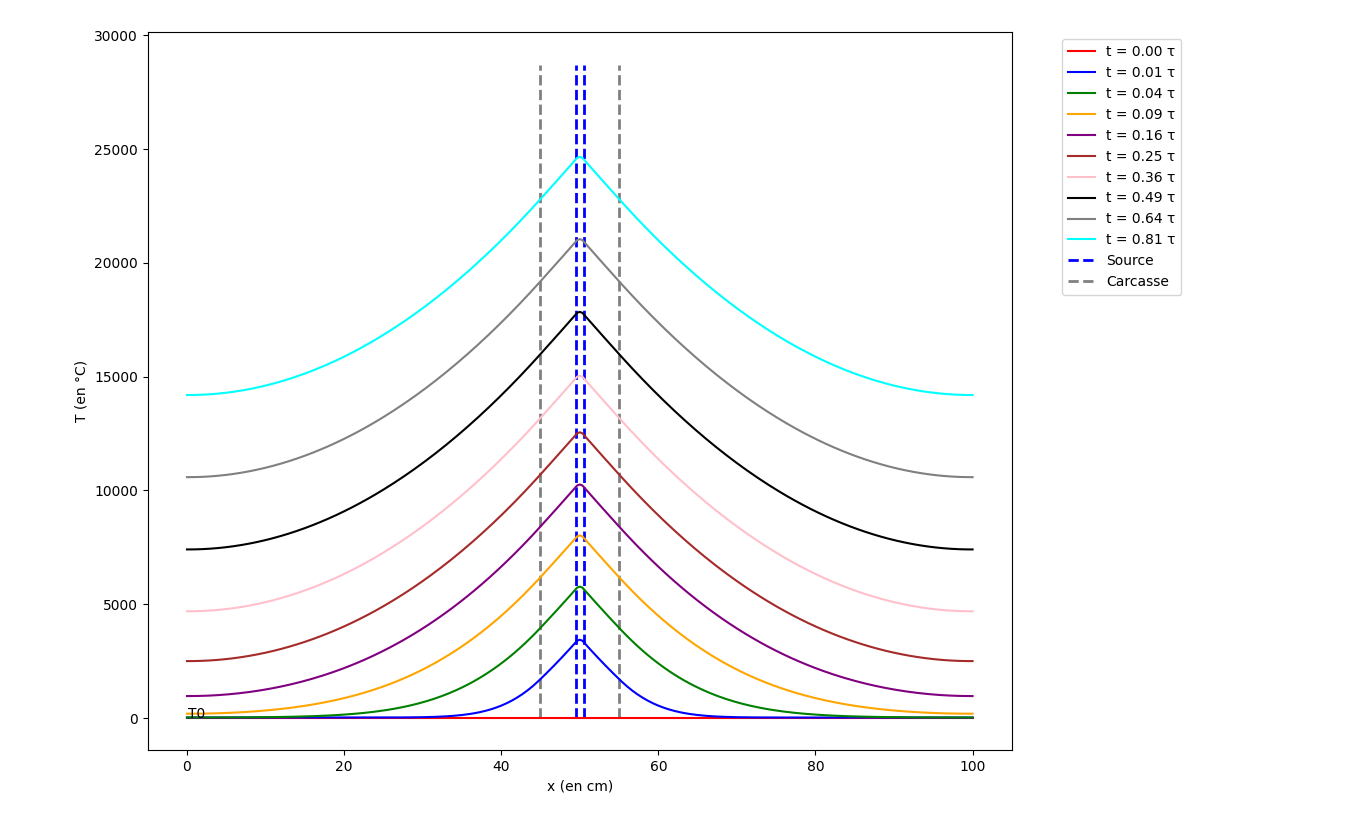 30000
25000
20000
15000
10000
5000
0
T (en °C)
T0
0 20 40 60 80 100
x (en cm)
t = 0.00 τ
t = 0.01 τ
t = 0.04 τ
t = 0.09 τ
t = 0.16 τ
t = 0.25 τ
t = 0.36 τ
t = 0.49 τ
t = 0.64 τ
t = 0.81 τ
Source
Carcasse